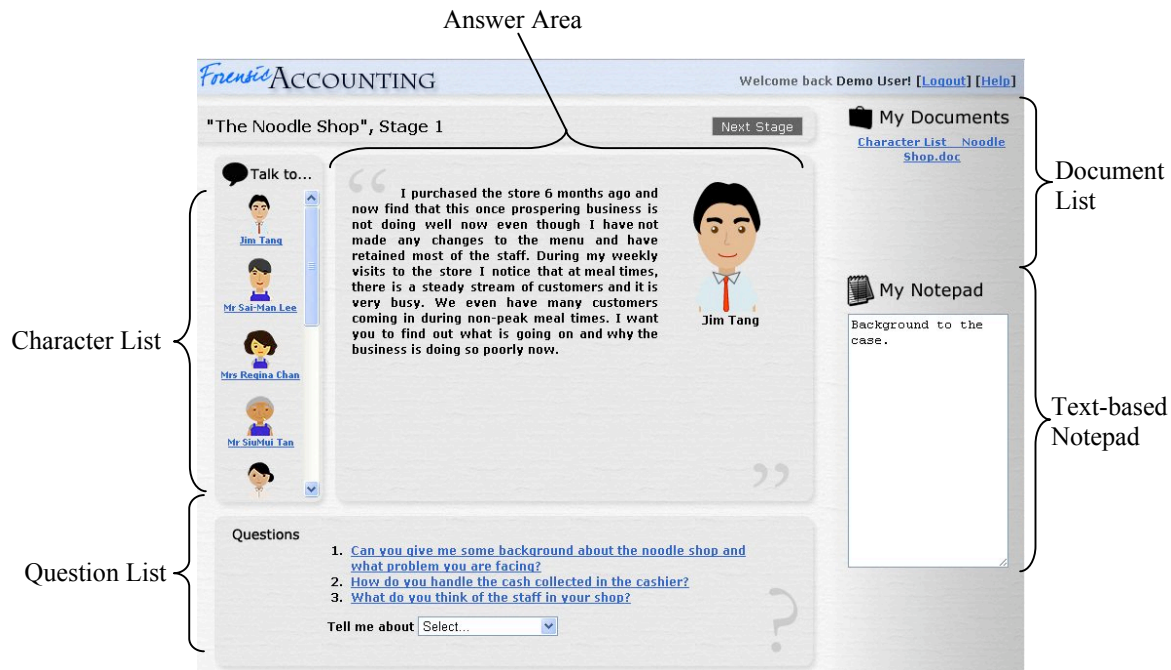 Answer Area
Forensic ACCOUNTING
Welcome back Demo User! [Logout] [Help]
"The Noodle Shop", Stage 1
Next Stage
My Documents
Character List Noodle
Shop.doc
Document
List
Talk to...
Jim Tang
Mr Sai-Man Lee
Mrs Regina Chan
Mr SiuMui Tan
Character List
“
I purchased the store 6 months ago and
now find that this once prospering business is
not doing well now even though I have not
made any changes to the menu and have
retained most of the staff. During my weekly
visits to the store I notice that at meal times,
there is a steady stream of customers and it is
very busy. We even have many customers
coming in during non-peak meal times. I want
you to find out what is going on and why the
business is doing so poorly now.
”
Jim Tang
My Notepad
Background to the
case.
Text-based
Notepad
Question List
Questions
1. Can you give me some background about the noodle shop and
what problem you are facing?
2. How do you handle the cash collected in the cashier?
3. What do you think of the staff in your shop?
Tell me about Select...
?